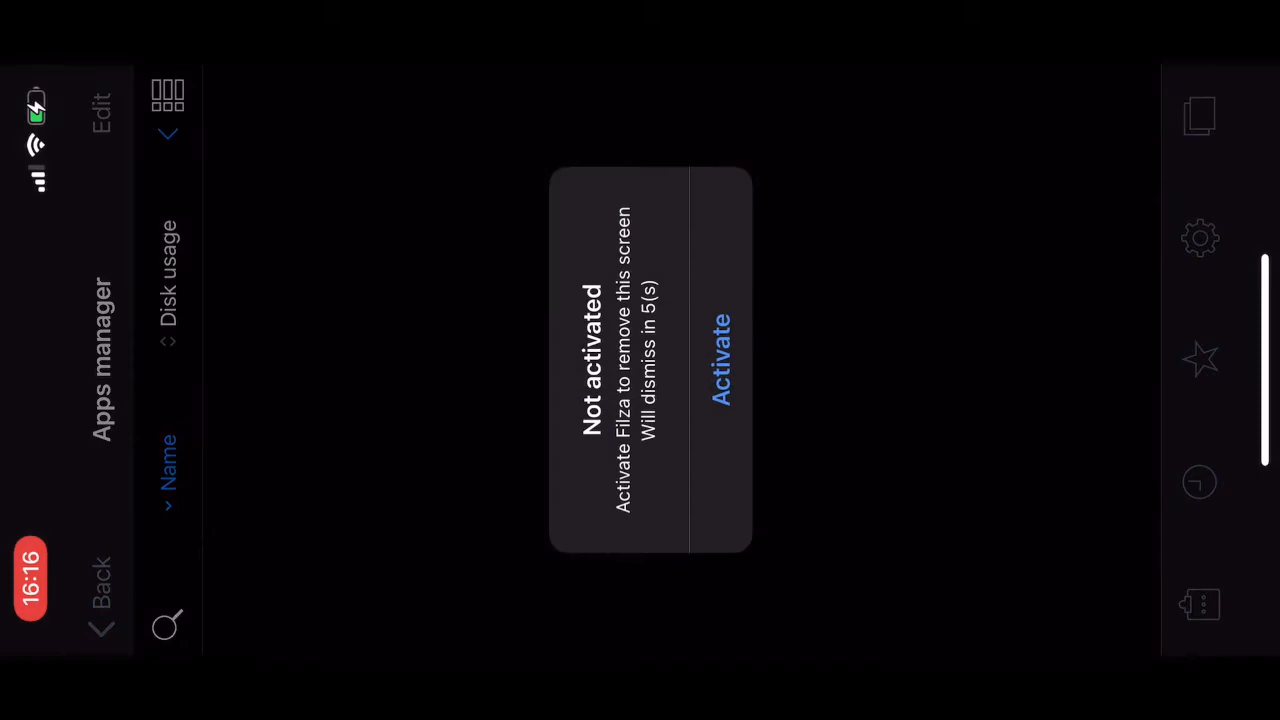 16:16
Back
Apps manager
Edit
Name
Disk usage
Not activated
Activate Filza to remove this screen
Will dismiss in 5(s)
Activate